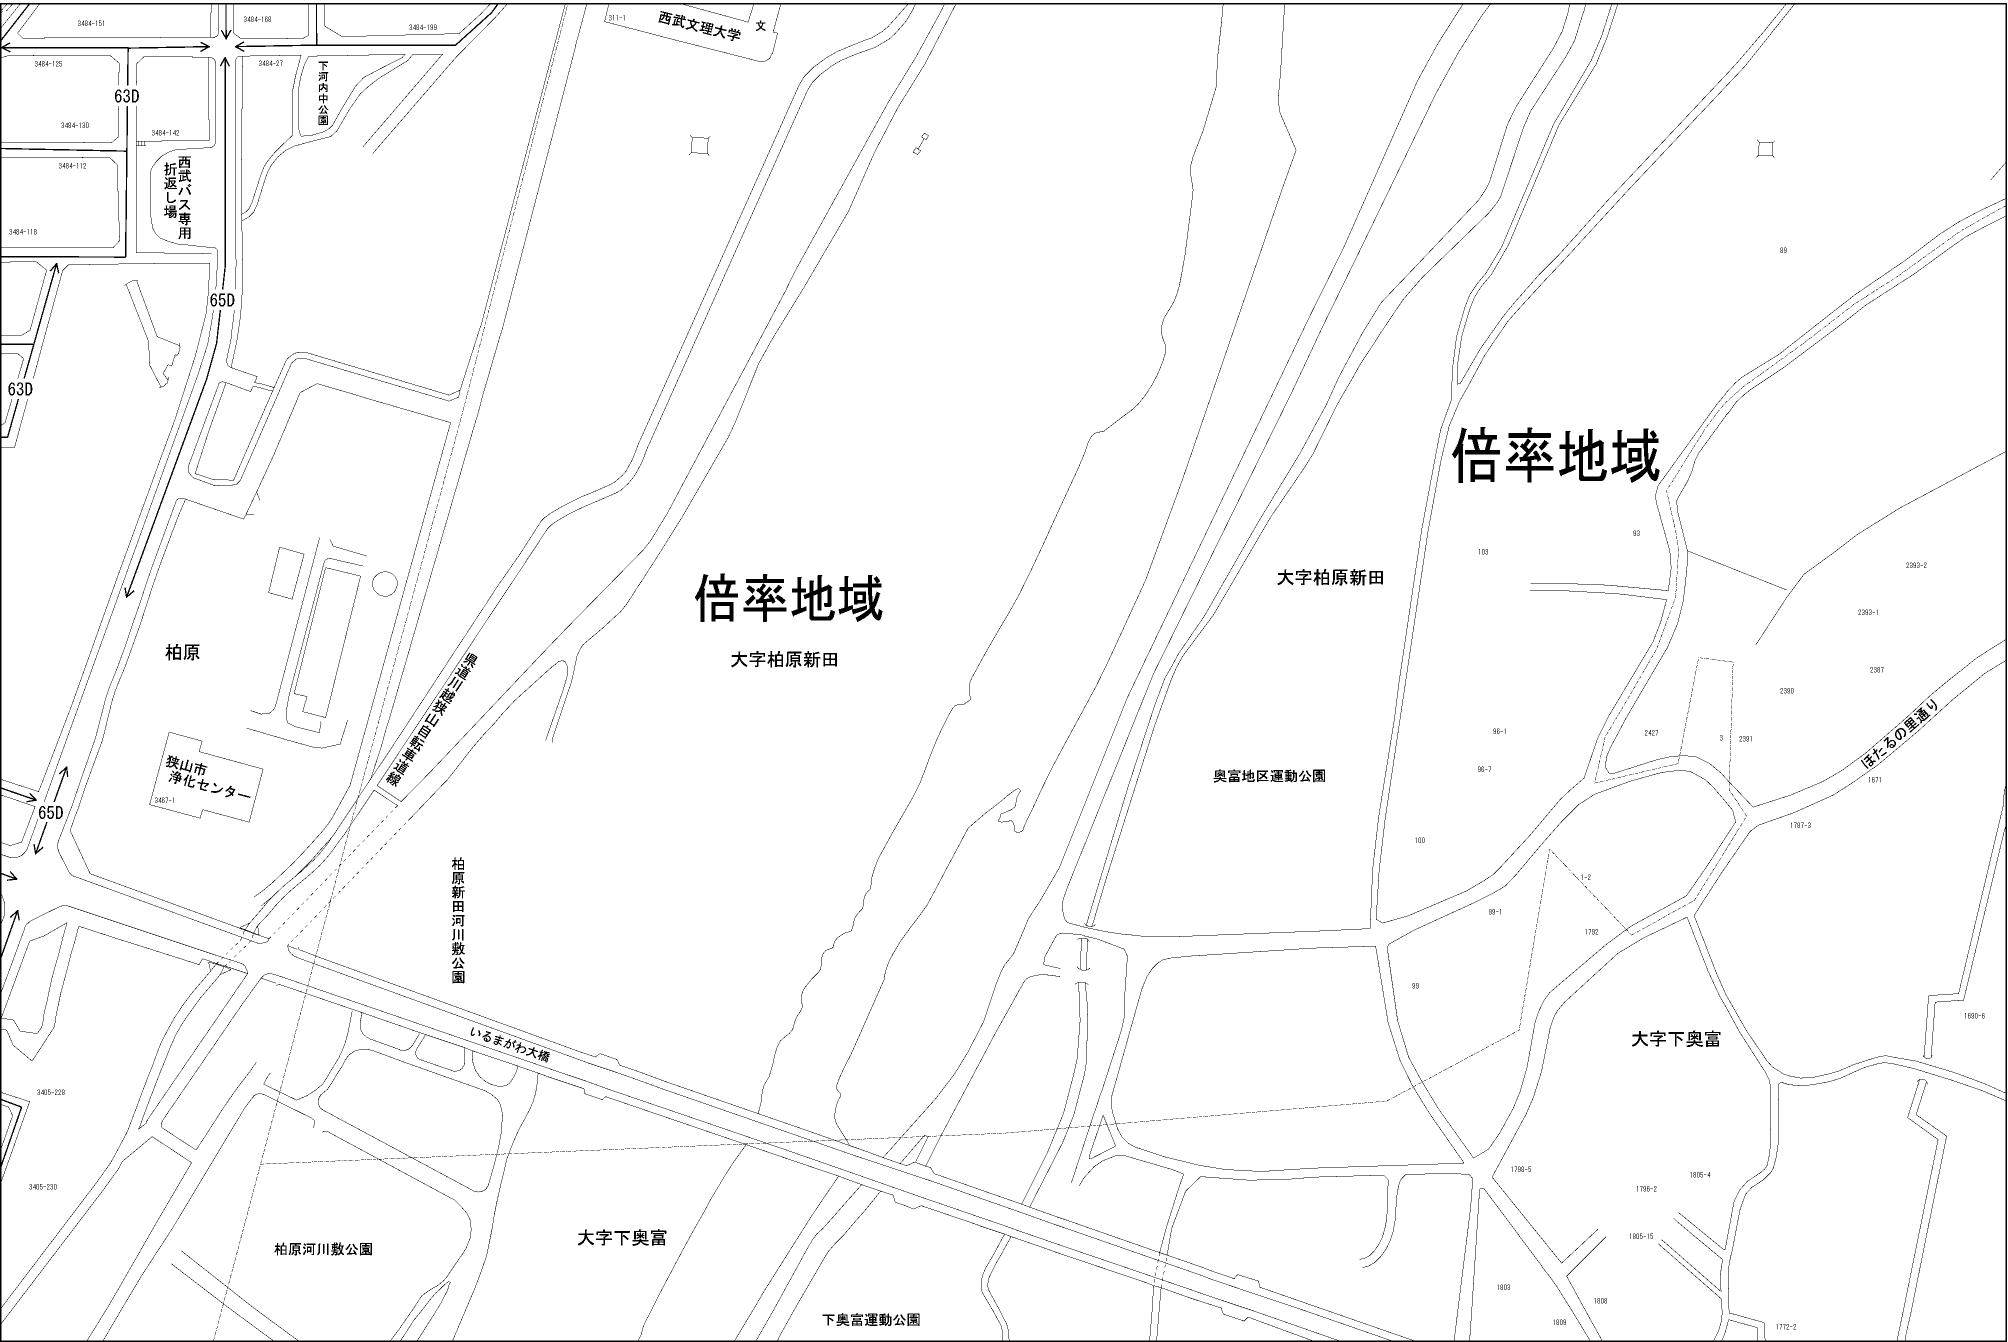 3484-151
3484-168
3484-199
311-1
西武文理大学
文
3484-125
3484-27
下河内中公園
63D
3484-130
3484-142
3484-112
西武バス専用
折返し場
3484-118
89
65D
63D
倍率地域
93
103
2393-2
大字柏原新田
倍率地域
2393-1
柏原
大字柏原新田
県道川越狭山自転車道線
2387
2390
ほたるの里通り
96-1
2427
3
2391
狭山市
浄化センター
3467-1
96-7
奥富地区運動公園
1671
65D
1787-3
100
柏原新田河川敷公園
1-2
99-1
1792
99
1690-6
いるまがわ大橋
大字下奥富
3405-228
1798-5
1805-4
3405-230
1796-2
柏原河川敷公園
大字下奥富
1805-15
1803
1808
下奥富運動公園
1809
1772-2